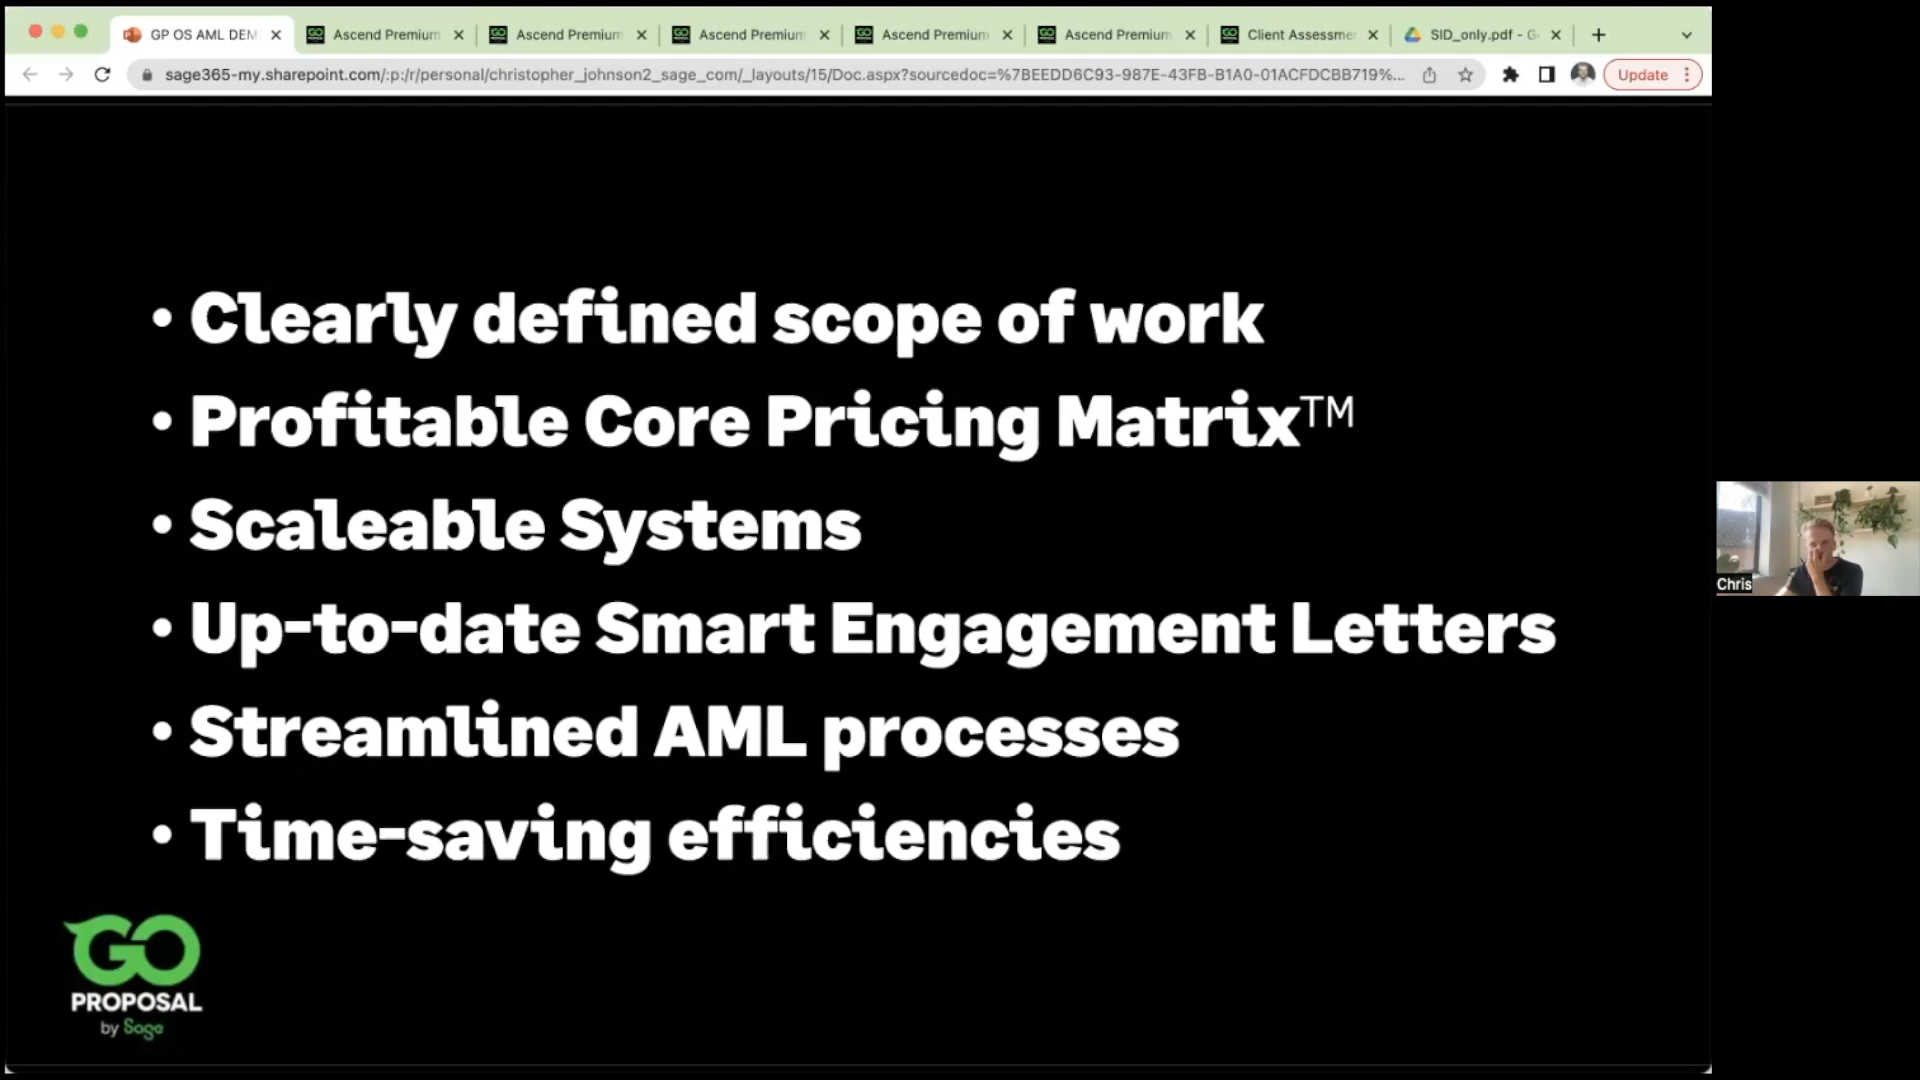 GP OS AML DEM
Ascend Premium
Ascend Premium
Ascend Premium
Ascend Premium
Ascend Premium
Client Assessme
SID_only.pdf - G
sage365-my.sharepoint.com/:p:/r/personal/christopher_johnson2_sage_com/_layouts/15/Doc.aspx?sourcedoc=%7BEEDD6C93-987E-43FB-B1A0-01ACFDCBB719%...
Update
• Clearly defined scope of work
• Profitable Core Pricing Matrix™
• Scaleable Systems
• Up-to-date Smart Engagement Letters
• Streamlined AML processes
• Time-saving efficiencies
GO
PROPOSAL
by Sage
Chris